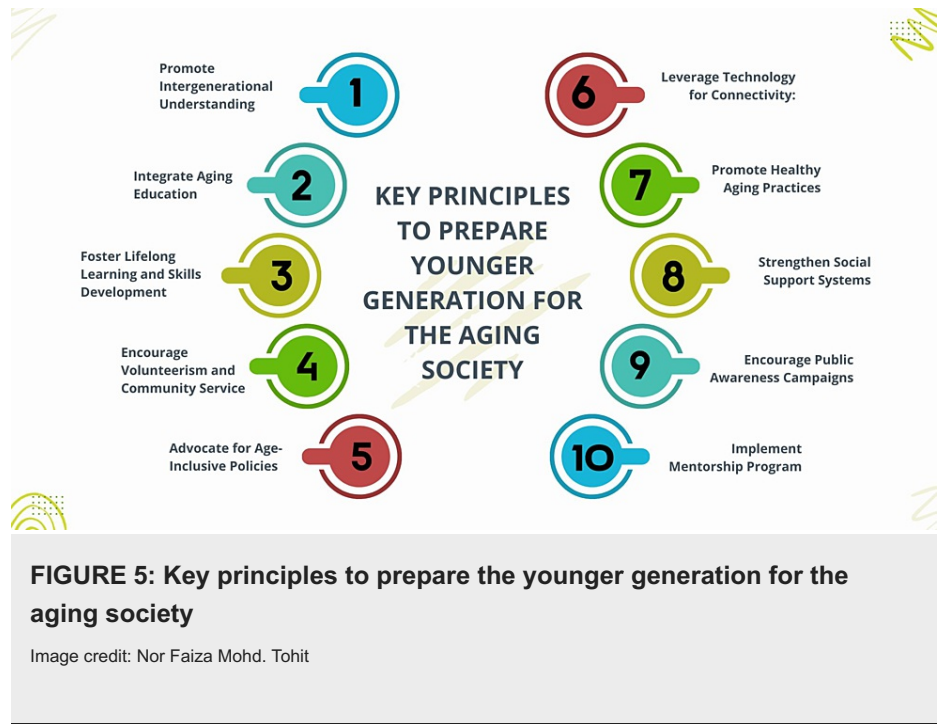 Promote
Intergenerational
Understanding
1
Integrate Aging
Education
2
Foster Lifelong
Learning and Skills
Development
3
Encourage
Volunteerism and
Community Service
4
Advocate for Age-
Inclusive Policies
5
KEY PRINCIPLES
TO PREPARE
YOUNGER
GENERATION FOR
THE AGING
SOCIETY
6
Leverage Technology
for Connectivity:
7
Promote Healthy
Aging Practices
8
Strengthen Social
Support Systems
9
Encourage Public
Awareness Campaigns
10
Implement
Mentorship Program
FIGURE 5: Key principles to prepare the younger generation for the
aging society
Image credit: Nor Faiza Mohd. Tohit